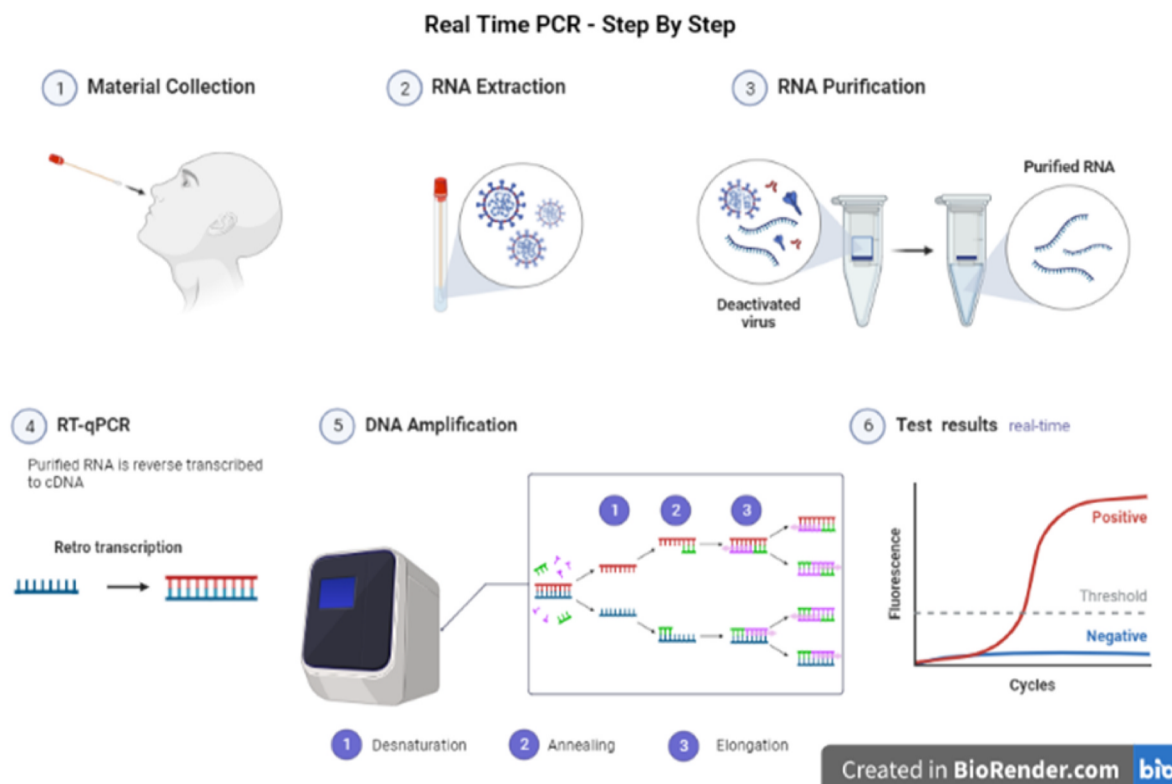 Real Time PCR - Step By Step
1 Material Collection
2 RNA Extraction
3 RNA Purification
Purified RNA
Deactivated
virus
4 RT-qPCR
Purified RNA is reverse transcribed
to cDNA
Retro transcription
5 DNA Amplification
1 2 3
1 Desnaturation
2 Annealing
3 Elongation
6 Test results real-time
Fluorescence
Positive
Threshold
Negative
Cycles
Created in BioRender.com bio